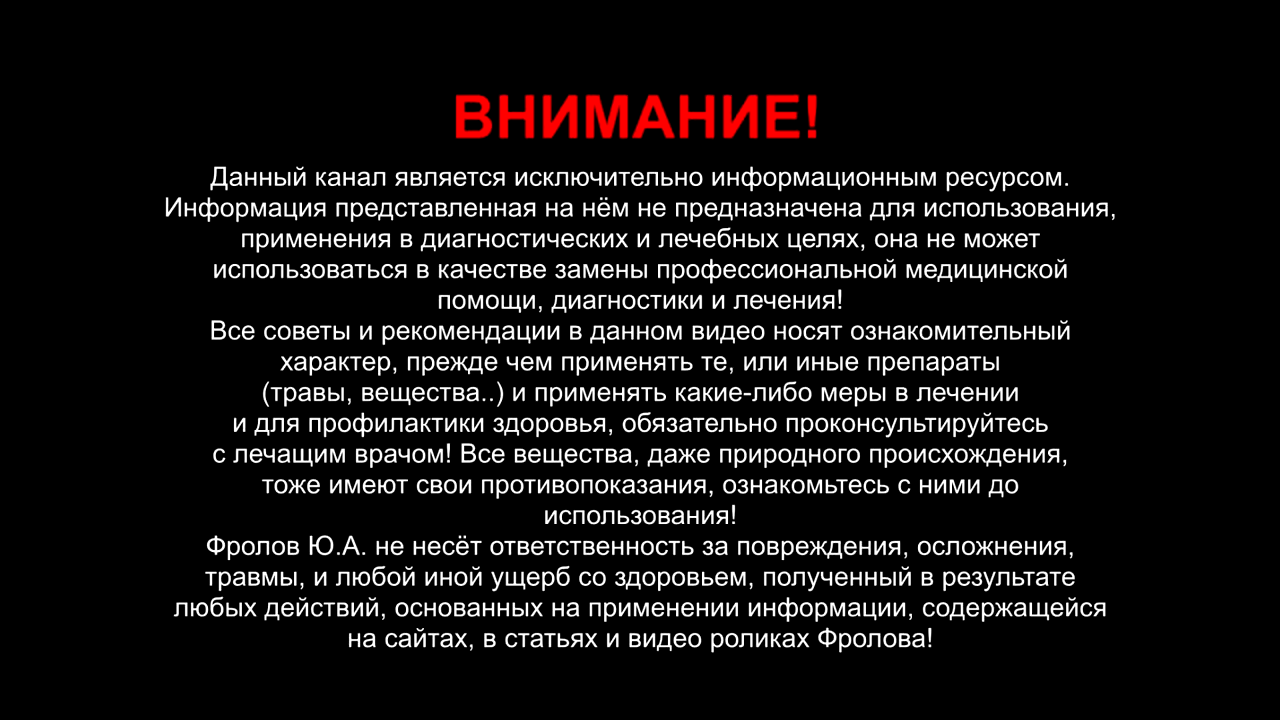 ВНИМАНИЕ!
Данный канал является исключительно информационным ресурсом.
Информация представленная на нём не предназначена для использования,
применения в диагностических и лечебных целях, она не может
использоваться в качестве замены профессиональной медицинской
помощи, диагностики и лечения!
Все советы и рекомендации в данном видео носят ознакомительный
характер, прежде чем применять те, или иные препараты
(травы, вещества..) и применять какие-либо меры в лечении
и для профилактики здоровья, обязательно проконсультируйтесь
с лечащим врачом! Все вещества, даже природного происхождения,
тоже имеют свои противопоказания, ознакомьтесь с ними до
использования!
Фролов Ю.А. не несёт ответственность за повреждения, осложнения,
травмы, и любой иной ущерб со здоровьем, полученный в результате
любых действий, основанных на применении информации, содержащейся
на сайтах, в статьях и видео роликах Фролова!